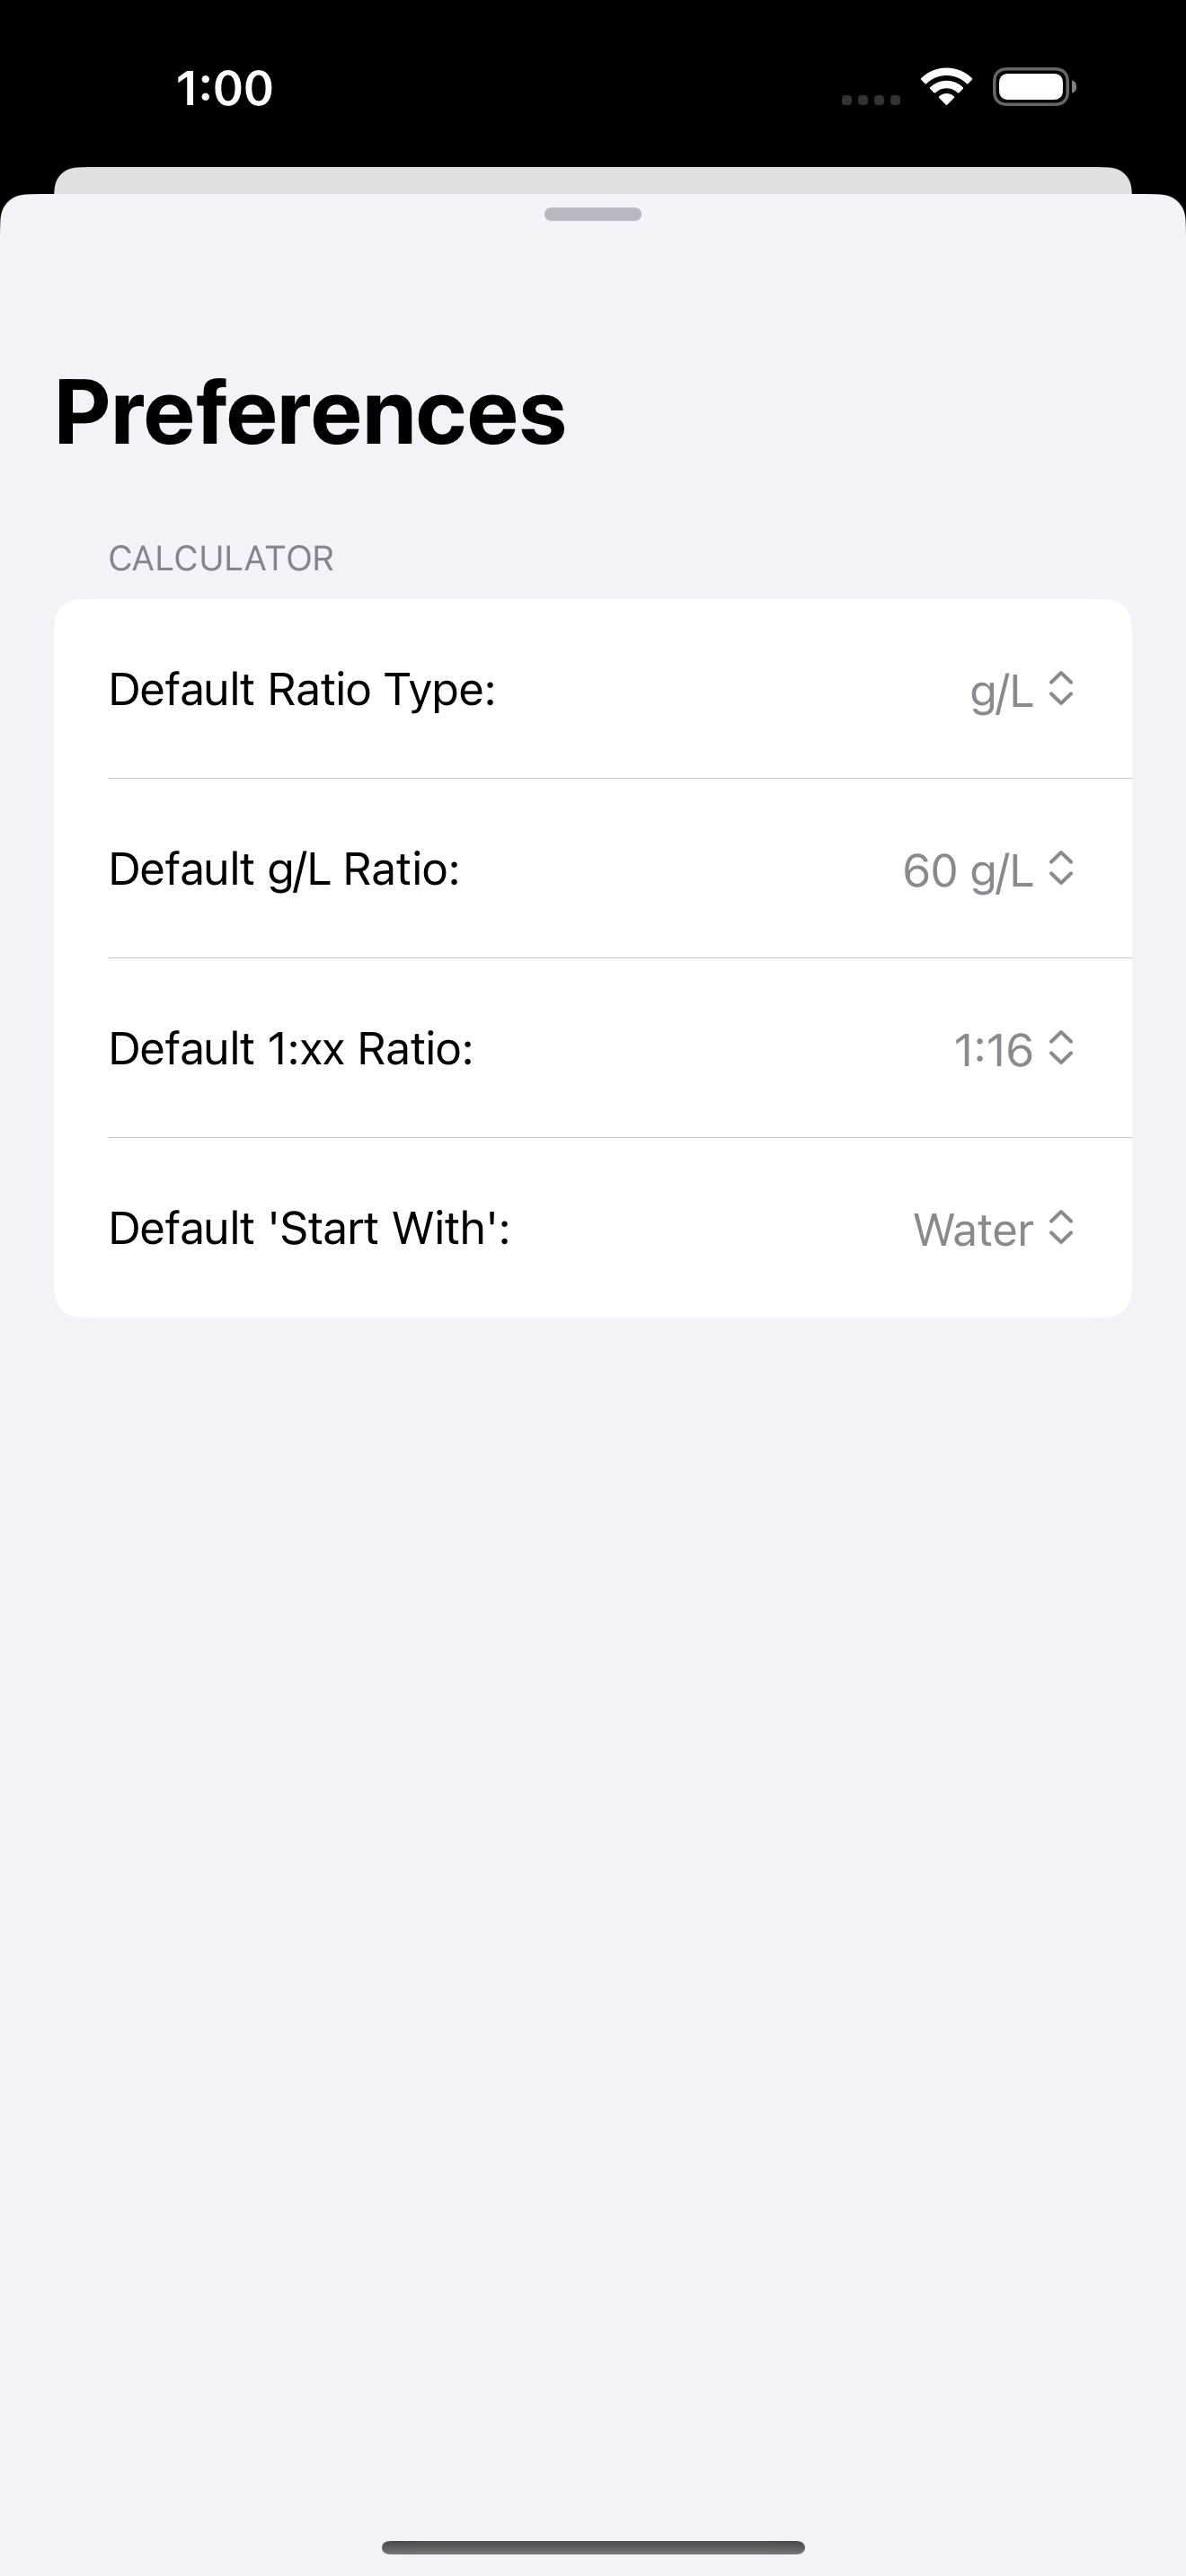 1:00
Preferences
CALCULATOR
Default Ratio Type: g/L
Default g/L Ratio: 60 g/L
Default 1:xx Ratio: 1:16
Default 'Start With': Water